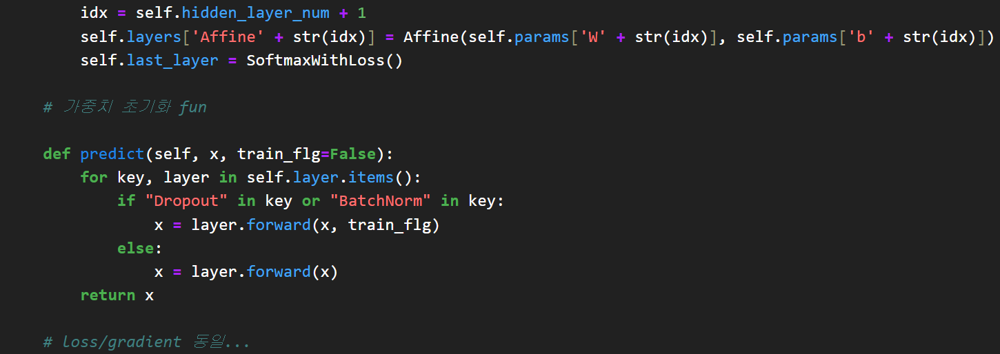 idx = self.hidden_layer_num + 1
self.layers['Affine' + str(idx)] = Affine(self.params['W' + str(idx)], self.params['b' + str(idx)])
self.last_layer = SoftmaxWithLoss()
# 가중치 초기화 fun
def predict(self, x, train_flg=False):
for key, layer in self.layer.items():
if "Dropout" in key or "BatchNorm" in key:
x = layer.forward(x, train_flg)
else:
x = layer.forward(x)
return x
# loss/gradient 동일...